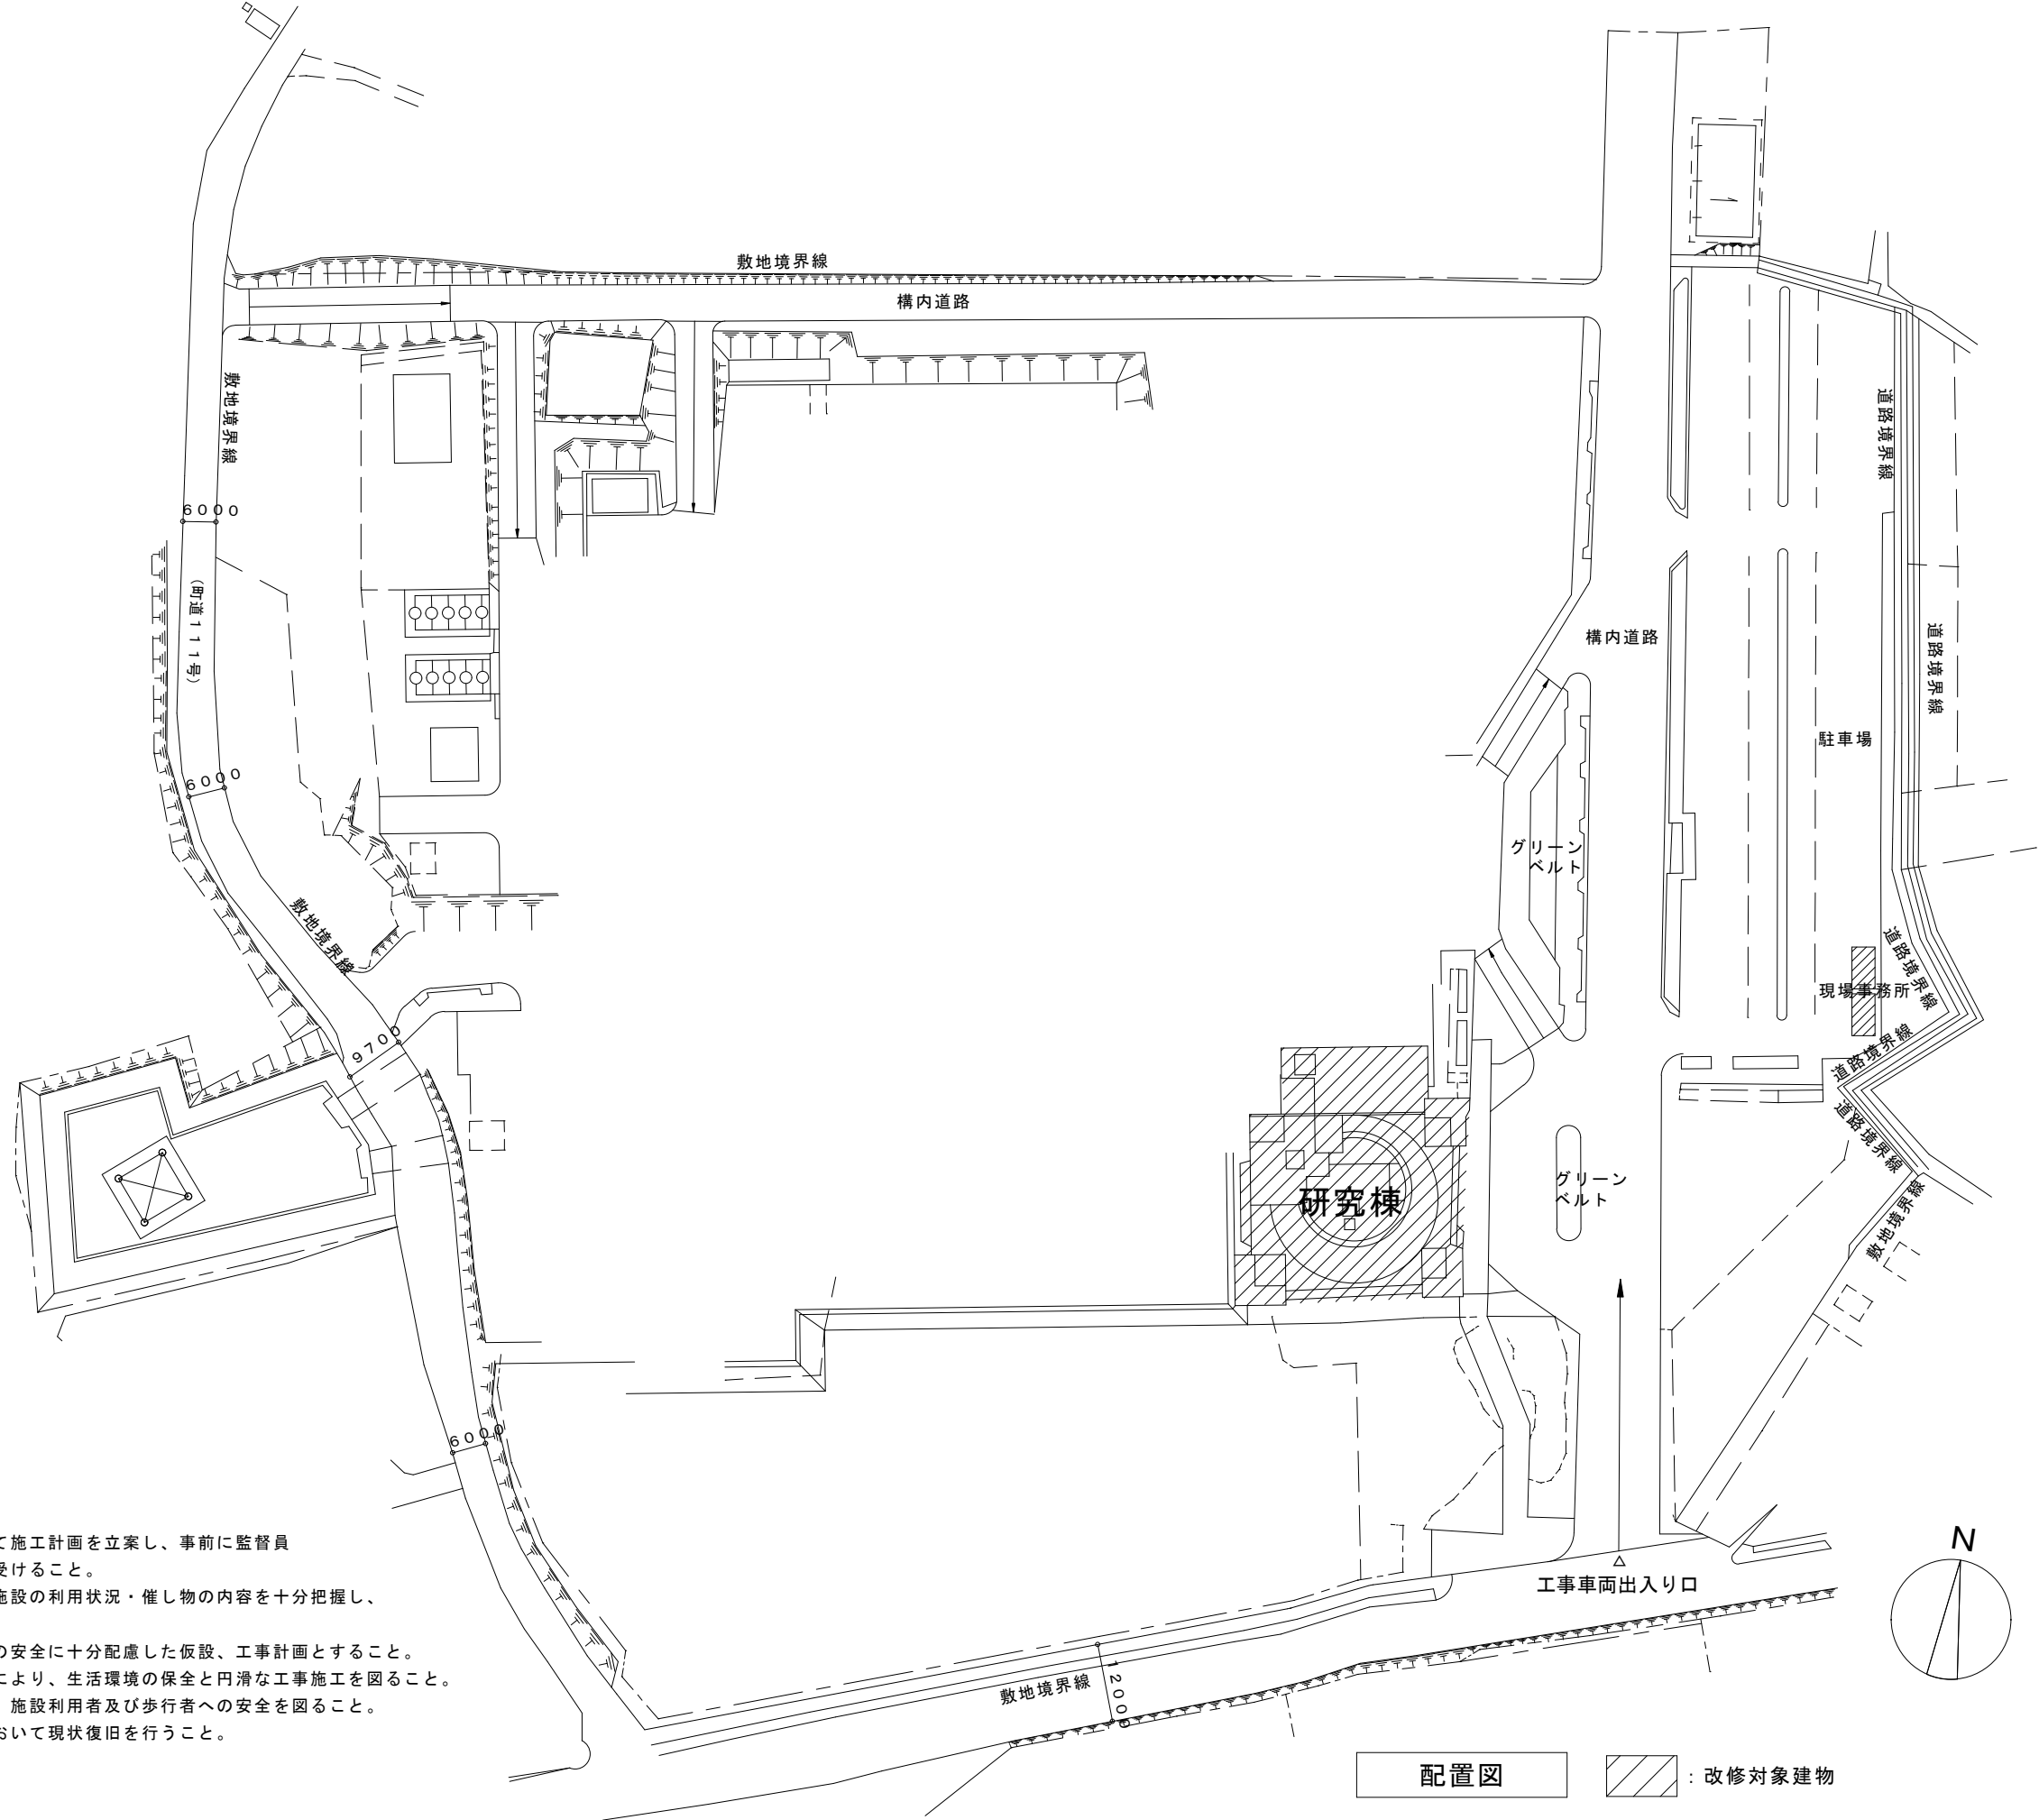 敷地境界線
構内道路
敷地境界線
道路境界線
6000
(町道111号)
構内道路
道路境界線
駐車場
6000
グリーン
ベルト
敷地境界線
道路境界線
現場事務所
9700
道路境界線
道路境界線
研究棟
グリーン
ベルト
敷地境界線
6000
て施工計画を立案し、事前に監督員
受けること。
施設の利用状況・催し物の内容を十分把握し、
の安全に十分配慮した仮設、工事計画とすること。
により、生活環境の保全と円滑な工事施工を図ること。
施設利用者及び歩行者への安全を図ること。
おいて現状復旧を行うこと。
N
工事車両出入り口
敷地境界線
12000
配置図
：改修対象建物